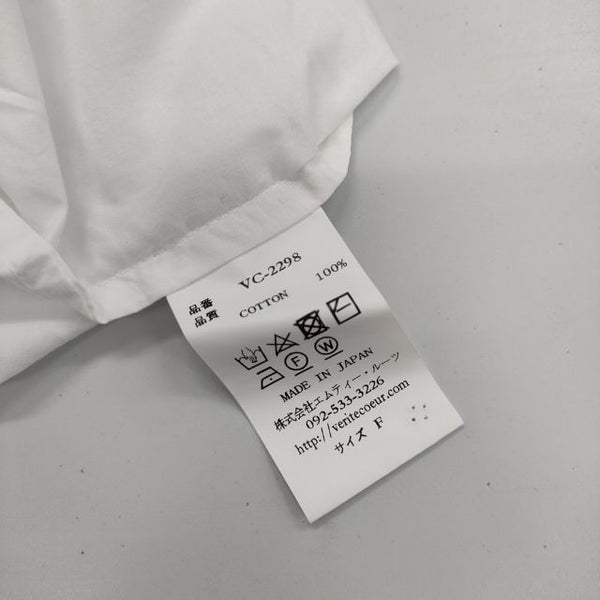 品番 VC-2298
品質 COTTON 100%
F W
MADE IN JAPAN
株式会社エムティー・ルーツ
092-533-3226
http://veritecoeur.com
サイズ F